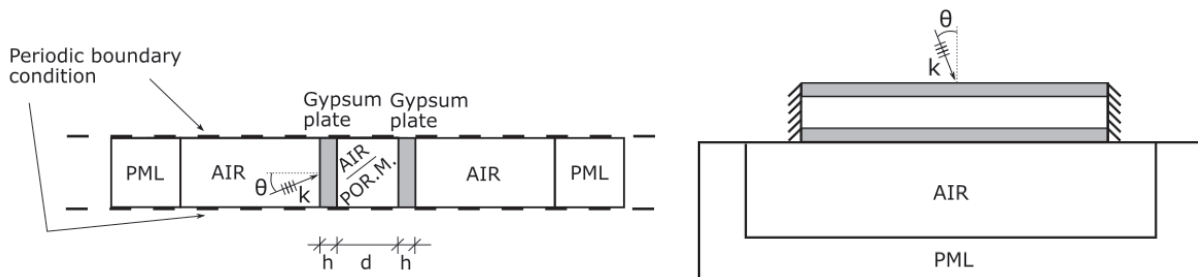 Periodic boundary
condition
Gypsum Gypsum
plate plate
PML AIR AIR POR.M. AIR PML
θ k
h d h
θ
k
AIR
PML